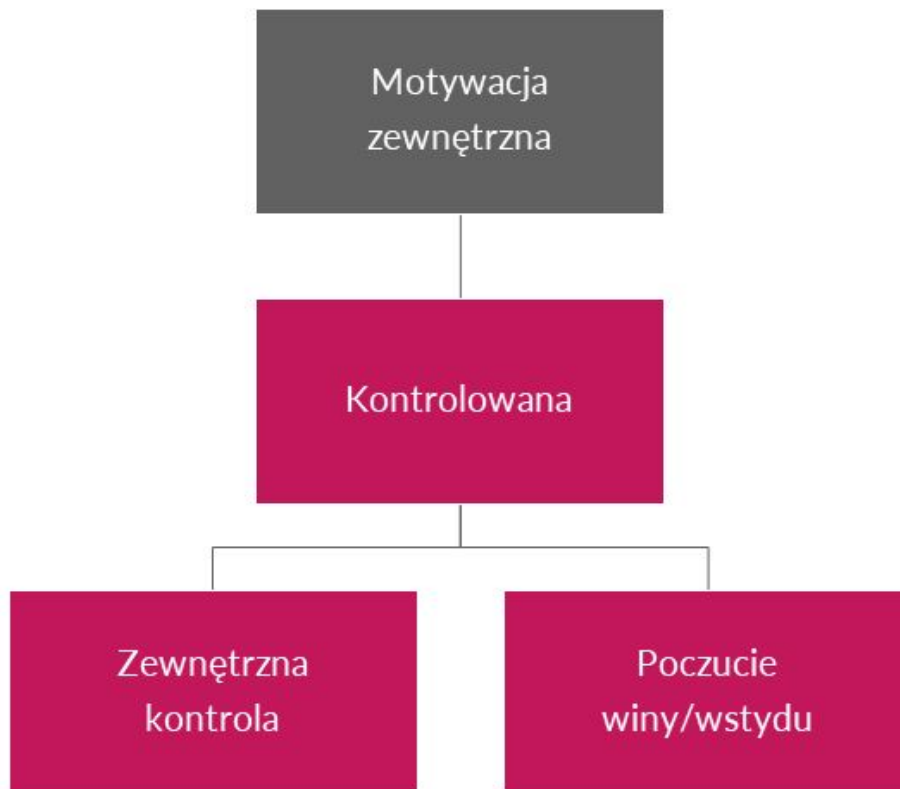 Motywacja
zewnętrzna
Kontrolowana
Zewnętrzna
kontrola
Poczucie
winy/wstydu